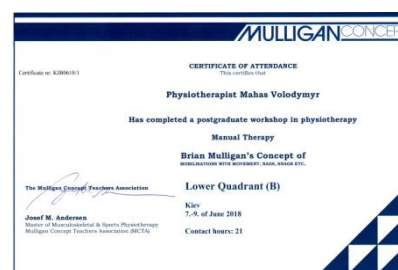 MULLIGAN CONCEPT
CERTIFICATE OF ATTENDANCE
This certifies that
Certificate nr. KIB0618/1
Physiotherapist Mahas Volodymyr
Has completed a postgraduate workshop in physiotherapy
Manual Therapy
Brian Mulligan's Concept of
MOBILISATIONS WITH MOVEMENT, NAGS, SNAGS ETC.
The Mulligan Concept Teachers Association
Lower Quadrant (B)
Kiev
7.-9. of June 2018
Josef M. Andersen
Master of Musculoskeletal & Sports Physiotherapy
Mulligan Concept Teachers Association (MCTA)
Contact hours: 21